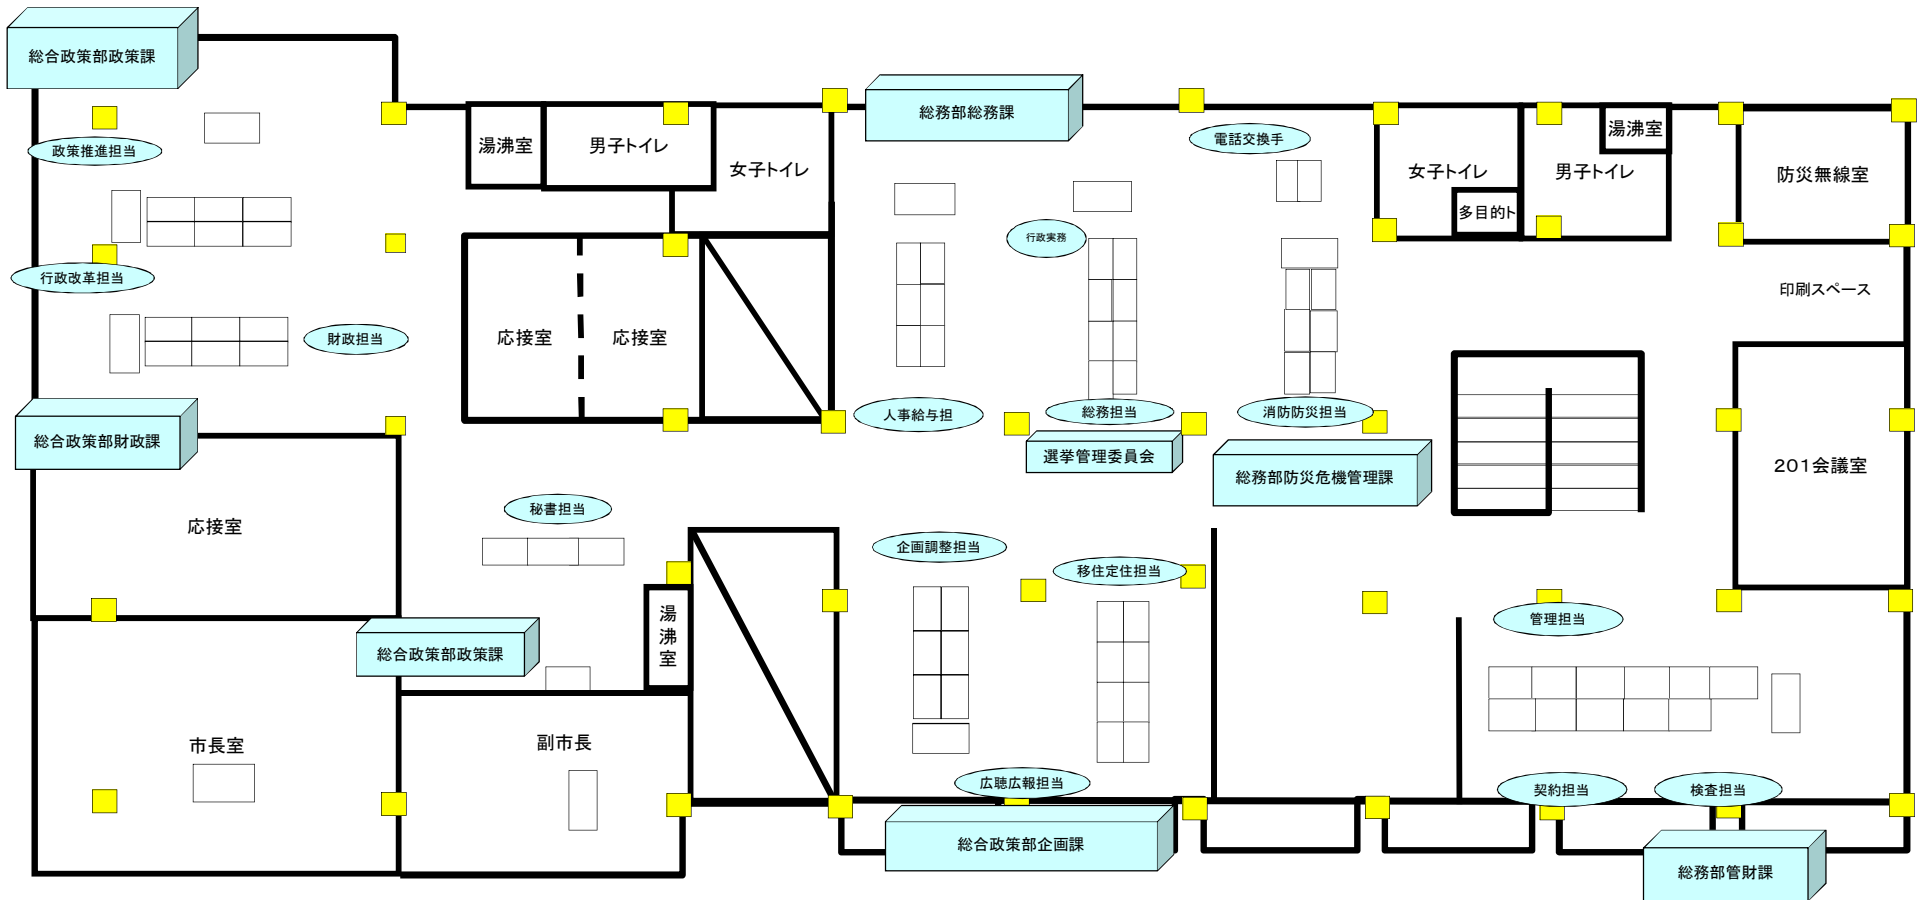 総合政策部政策課
政策推進担当
行政改革担当
財政担当
総合政策部財政課
応接室
市長室
湯沸室
男子トイレ
女子トイレ
応接室
応接室
秘書担当
湯沸室
総合政策部政策課
副市長
総務部総務課
電話交換手
行政実務
人事給与担
総務担当
消防防災担当
選挙管理委員会
総務部防災危機管理課
企画調整担当
移住定住担当
広聴広報担当
総合政策部企画課
女子トイレ
多目的ト
男子トイレ
湯沸室
防災無線室
印刷スペース
201会議室
管理担当
契約担当
検査担当
総務部管財課